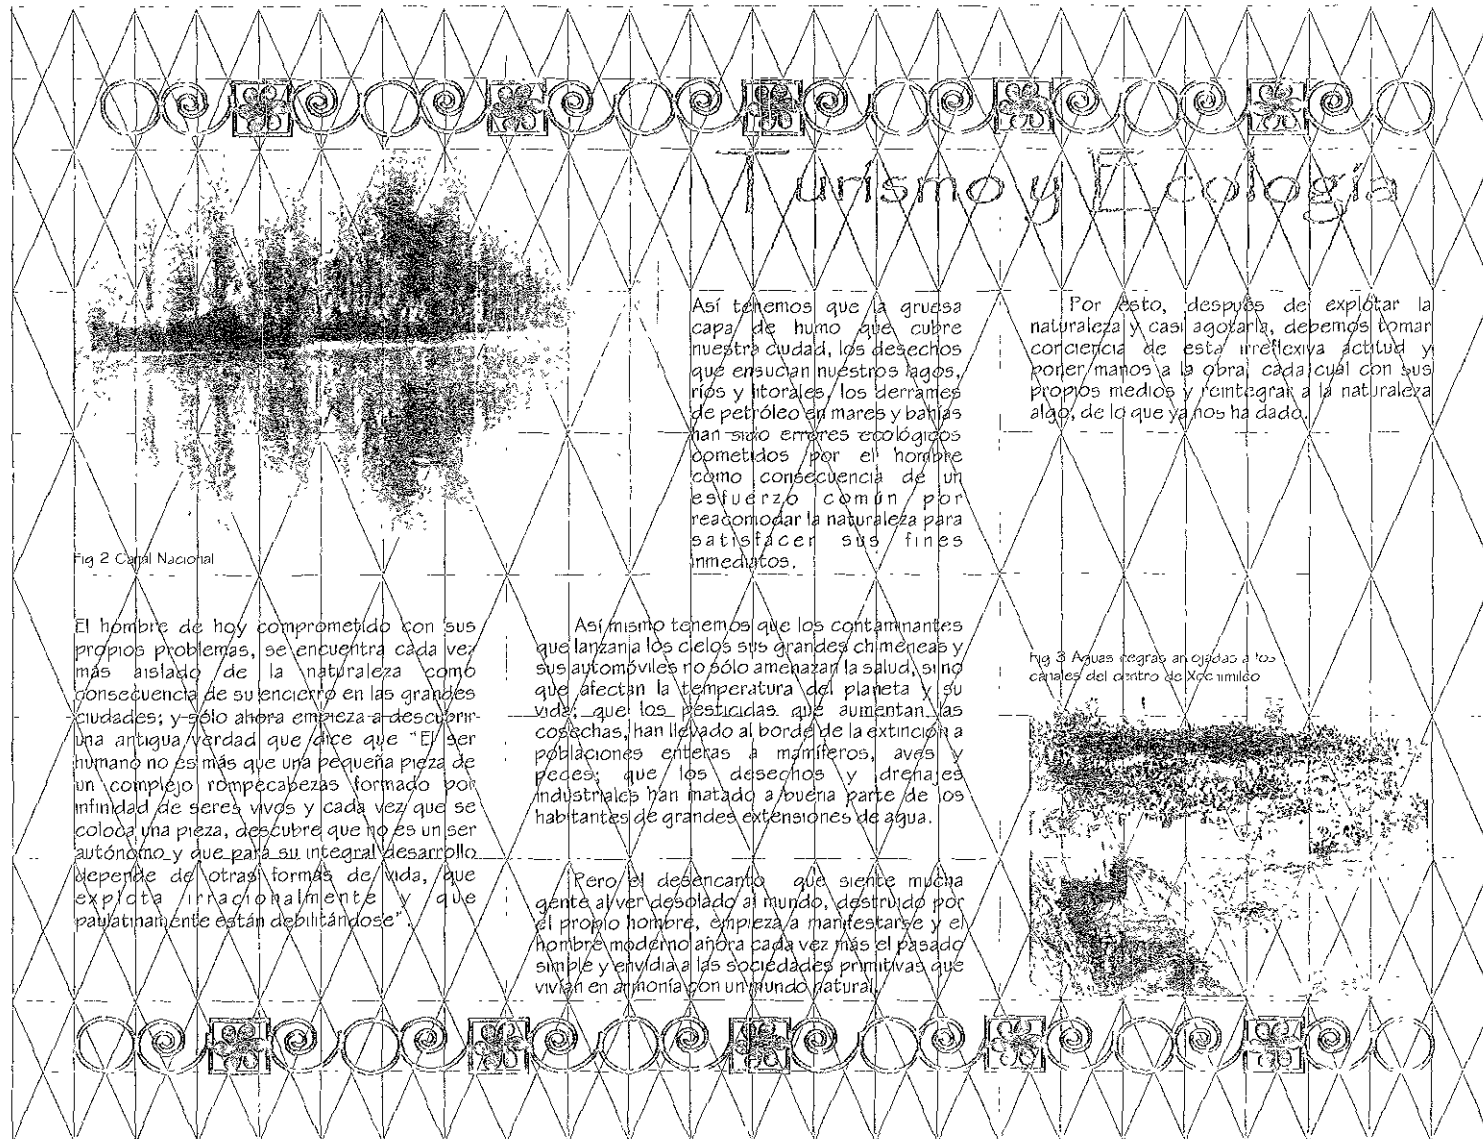 Turismo y Ecología
Fig 2 Canal Nacional
El hombre de hoy comprometido con sus
propios problemas, se encuentra cada vez
más aislado de la naturaleza como
consecuencia de su encierro en las grandes
ciudades; y sólo ahora empieza a descubrir
una antigua verdad que dice que "El ser
humano no es más que una pequeña pieza de
un complejo rompecabezas formado por
infinidad de seres vivos y cada vez que se
coloca una pieza, descubre que no es un ser
autónomo y que para su integral desarrollo
depende de otras formas de vida, que
explota irracionalmente y que
paulatinamente están debilitándose".
Así tenemos que la gruesa
capa de humo que cubre
nuestra ciudad, los desechos
que ensucian nuestros lagos,
ríos y litorales, los derrames
de petróleo en mares y bahías
han sido errores ecológicos
cometidos por el hombre
como consecuencia de un
esfuerzo común por
reacomodar la naturaleza para
satisfacer sus fines
inmediatos.
Así mismo tenemos que los contaminantes
que lanzan a los cielos sus grandes chimeneas y
sus automóviles no sólo amenazan la salud, sino
que afectan la temperatura del planeta y su
vida; que los pesticidas que aumentan las
cosechas, han llevado al borde de la extinción a
poblaciones enteras a mamíferos, aves y
peces; que los desechos y drenajes
industriales han matado a buena parte de los
habitantes de grandes extensiones de agua.
Pero el desencanto que siente mucha
gente al ver desolado al mundo, destruido por
el propio hombre, empieza a manifestarse y el
hombre moderno añora cada vez más el pasado
simple y envidia a las sociedades primitivas que
vivían en armonía con un mundo natural.
Por esto, después de explotar la
naturaleza y casi agotarla, debemos tomar
conciencia de esta irreflexiva actitud y
poner manos a la obra, cada cual con sus
propios medios y reintegrar a la naturaleza
algo, de lo que ya nos ha dado.
Fig 3 Aguas negras arrojadas a los
canales del centro de Xochimilco